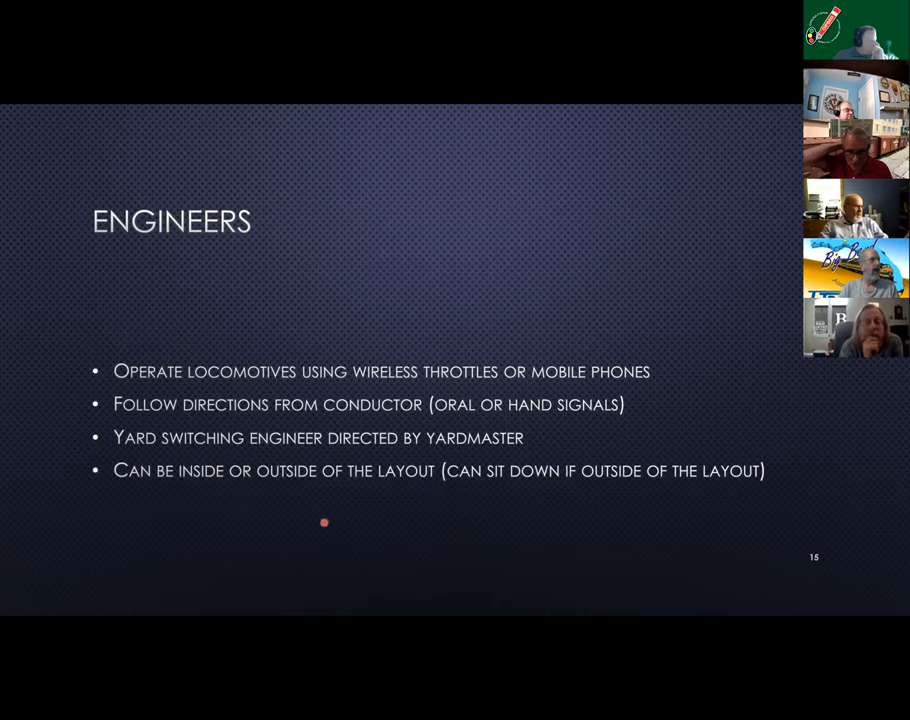 ENGINEERS
• OPERATE LOCOMOTIVES USING WIRELESS THROTTLES OR MOBILE PHONES
• FOLLOW DIRECTIONS FROM CONDUCTOR (ORAL OR HAND SIGNALS)
• YARD SWITCHING ENGINEER DIRECTED BY YARDMASTER
• CAN BE INSIDE OR OUTSIDE OF THE LAYOUT (CAN SIT DOWN IF OUTSIDE OF THE LAYOUT)
15
Big Bend